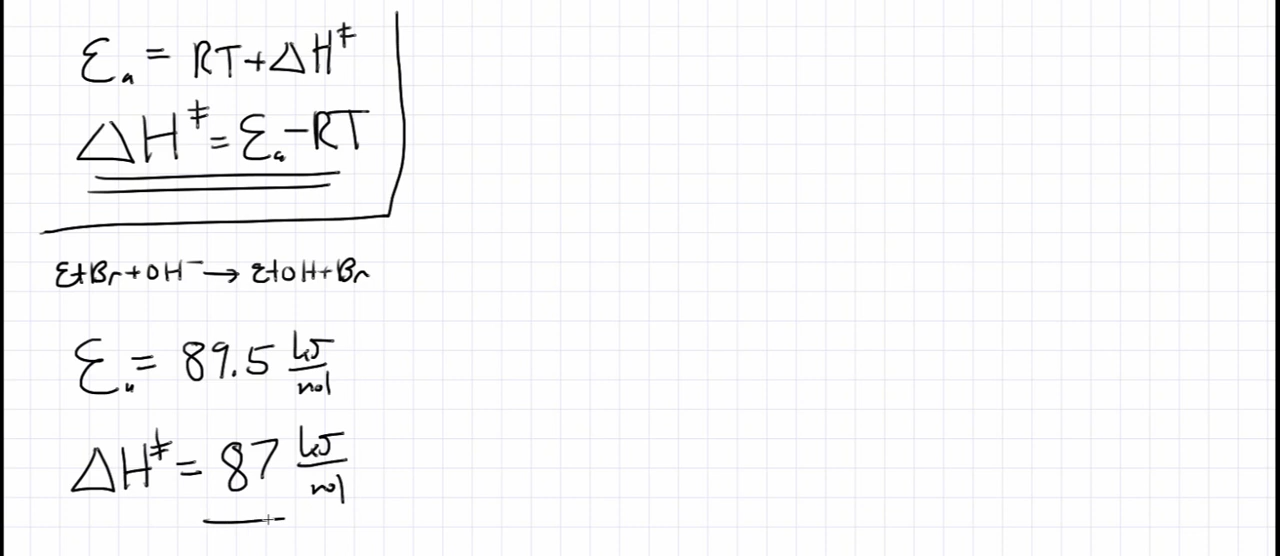 Ea = RT + ΔH‡
ΔH‡ = Ea - RT
EtBr + OH⁻ → EtOH + Br
Ea = 89.5 kJ/mol
ΔH‡ = 87 kJ/mol